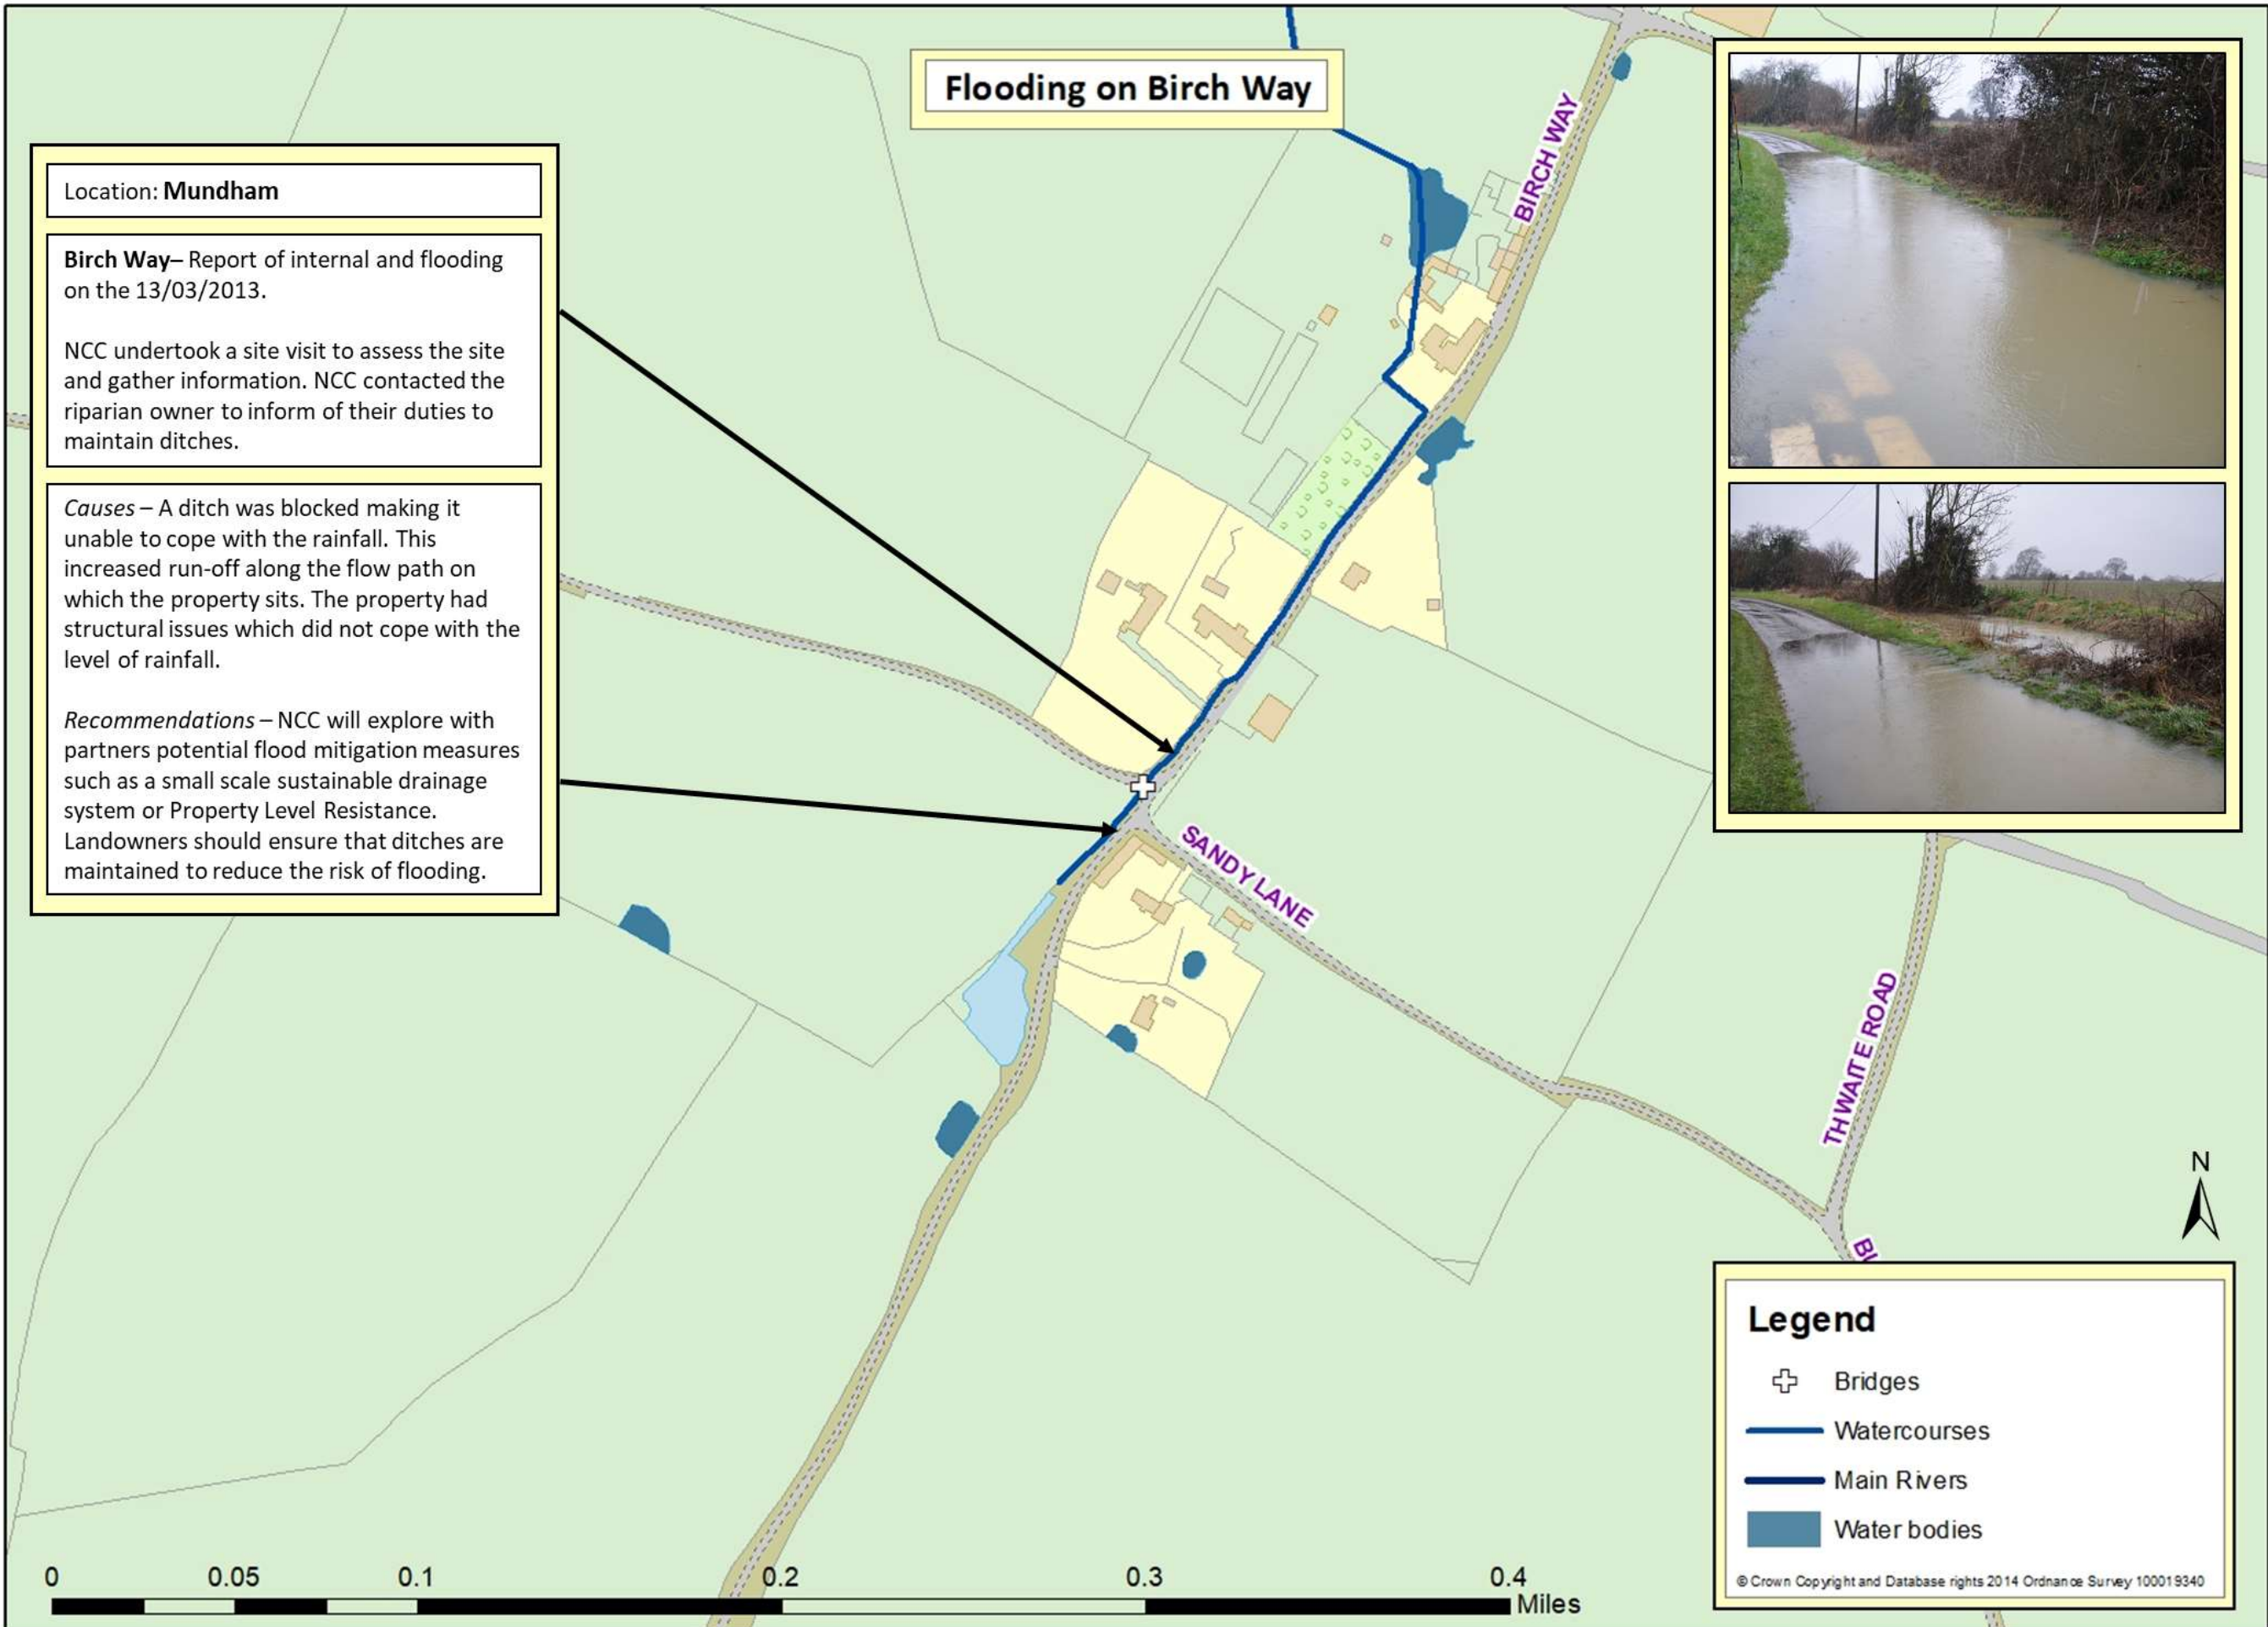 Flooding on Birch Way
Location: Mundham
Birch Way– Report of internal and flooding
on the 13/03/2013.
NCC undertook a site visit to assess the site
and gather information. NCC contacted the
riparian owner to inform of their duties to
maintain ditches.
Causes – A ditch was blocked making it
unable to cope with the rainfall. This
increased run-off along the flow path on
which the property sits. The property had
structural issues which did not cope with the
level of rainfall.
Recommendations – NCC will explore with
partners potential flood mitigation measures
such as a small scale sustainable drainage
system or Property Level Resistance.
Landowners should ensure that ditches are
maintained to reduce the risk of flooding.
BIRCH WAY
SANDY LANE
THWAITE ROAD
BI
N
Legend
Bridges
Watercourses
Main Rivers
Water bodies
© Crown Copyright and Database rights 2014 Ordnance Survey 100019340
0 0.05 0.1 0.2 0.3 0.4
Miles